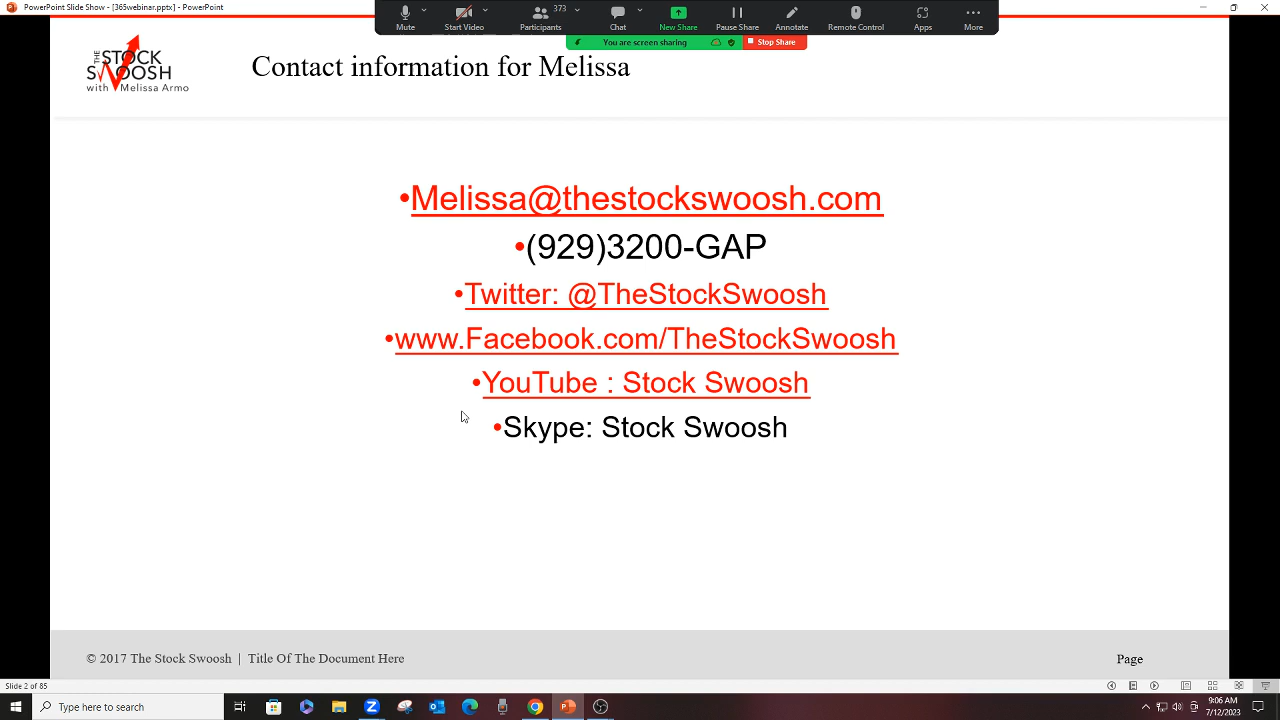 PowerPoint Slide Show - [365webinar.pptx] - PowerPoint
Mute
Start Video
Participants
373
Chat
New Share
Pause Share
Annotate
Remote Control
Apps
More
You are screen sharing
Stop Share
THE STOCK
SWOOSH
with Melissa Armo
Contact information for Melissa
•Melissa@thestockswoosh.com
•(929)3200-GAP
•Twitter: @TheStockSwoosh
•www.Facebook.com/TheStockSwoosh
•YouTube : Stock Swoosh
•Skype: Stock Swoosh
© 2017 The Stock Swoosh | Title Of The Document Here
Page
Slide 2 of 85
Type here to search
9:06 AM
7/12/2023